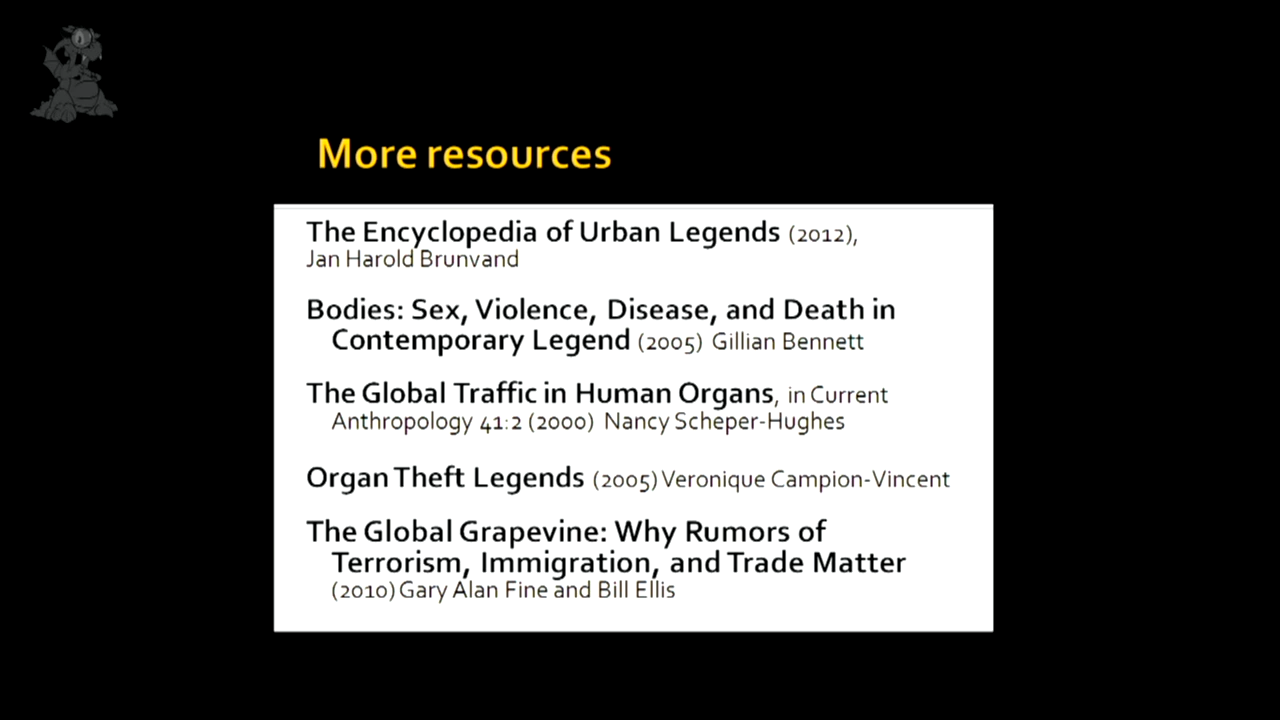 More resources
The Encyclopedia of Urban Legends (2012),
Jan Harold Brunvand
Bodies: Sex, Violence, Disease, and Death in
Contemporary Legend (2005) Gillian Bennett
The Global Traffic in Human Organs, in Current
Anthropology 41:2 (2000) Nancy Scheper-Hughes
Organ Theft Legends (2005) Veronique Campion-Vincent
The Global Grapevine: Why Rumors of
Terrorism, Immigration, and Trade Matter
(2010) Gary Alan Fine and Bill Ellis